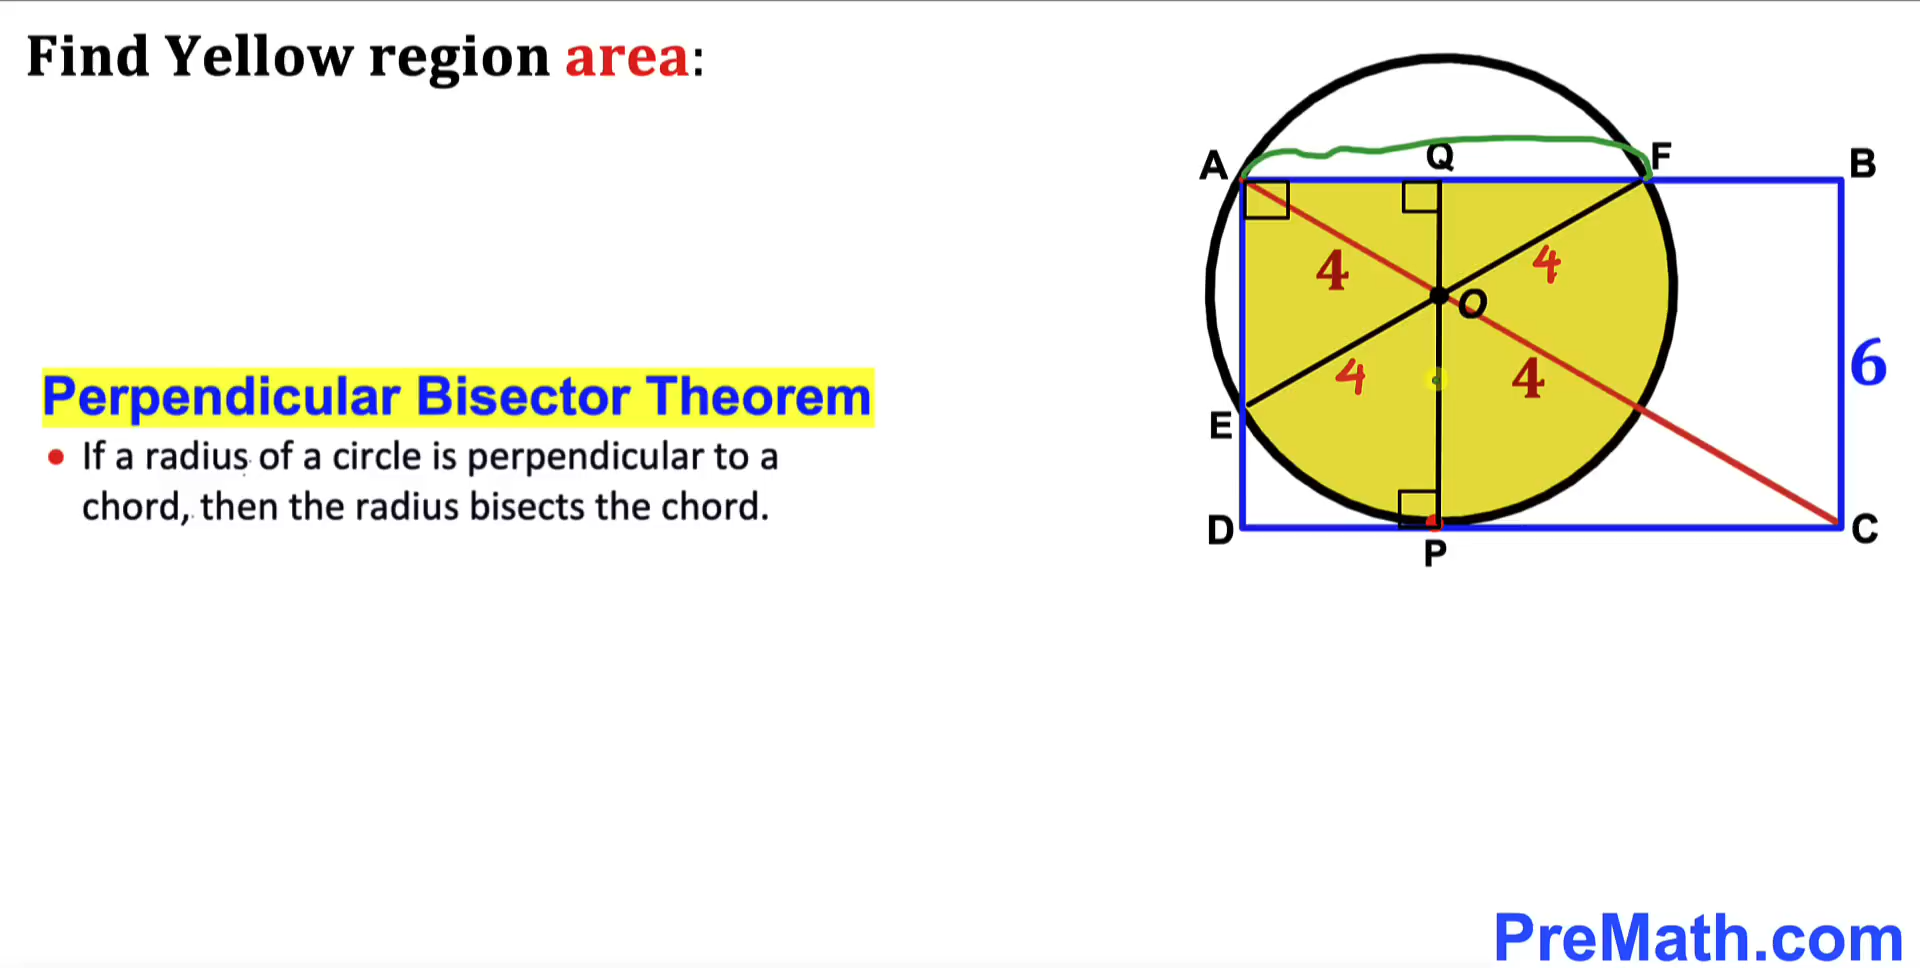 Find Yellow region area:
A
Q
F
B
4
4
O
Perpendicular Bisector Theorem
4
4
6
E
• If a radius of a circle is perpendicular to a
chord, then the radius bisects the chord.
D
C
P
PreMath.com